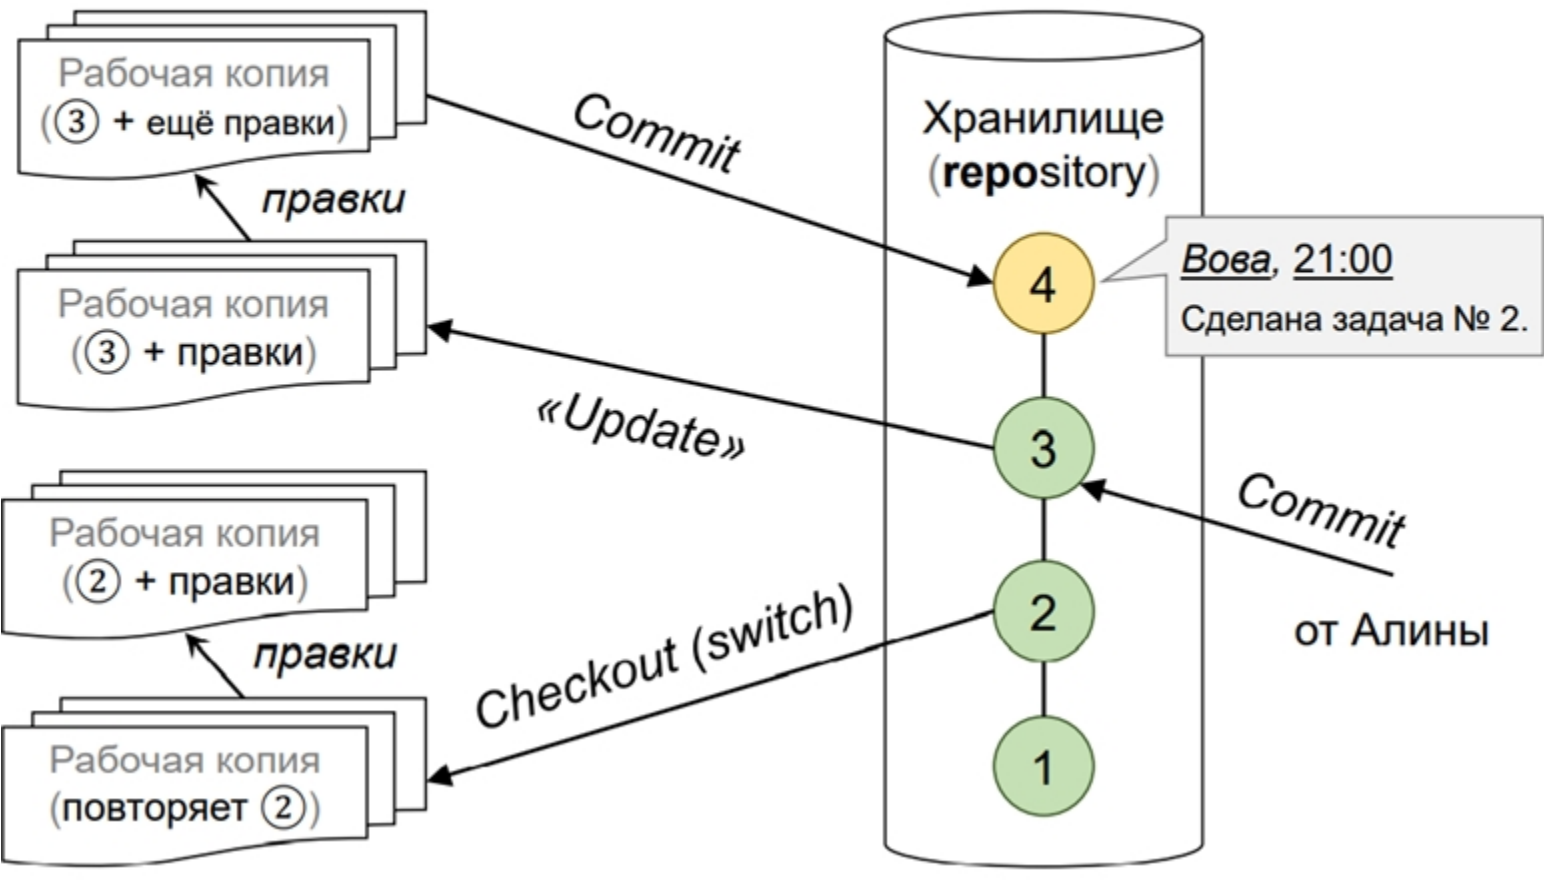 Рабочая копия
(③ + ещё правки)
правки
Рабочая копия
(③ + правки)
Рабочая копия
(② + правки)
правки
Рабочая копия
(повторяет ②)
Commit
«Update»
Checkout (switch)
Хранилище
(repository)
4
3
2
1
Вова, 21:00
Сделана задача № 2.
Commit
от Алины